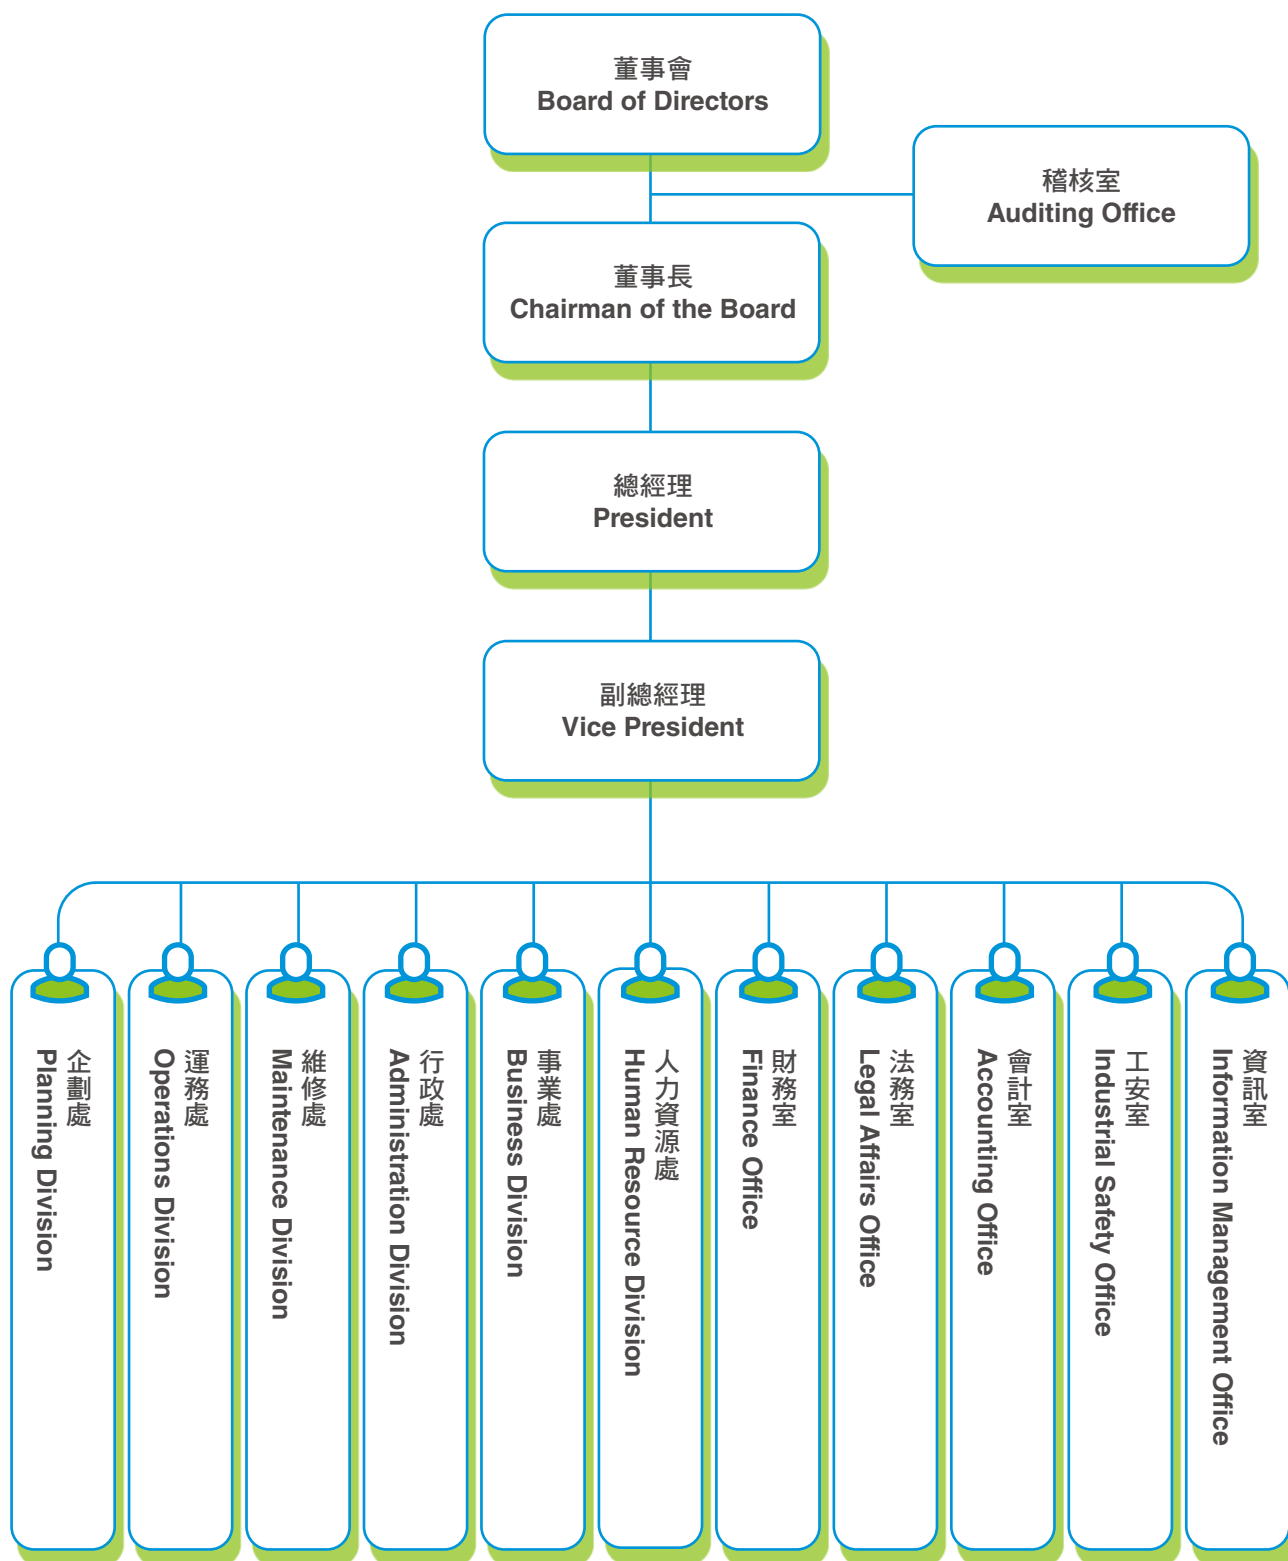 董事會
Board of Directors
稽核室
Auditing Office
董事長
Chairman of the Board
總經理
President
副總經理
Vice President
企劃處
Planning Division
運務處
Operations Division
維修處
Maintenance Division
行政處
Administration Division
事業處
Business Division
人力資源處
Human Resource Division
財務室
Finance Office
法務室
Legal Affairs Office
會計室
Accounting Office
工安室
Industrial Safety Office
資訊室
Information Management Office